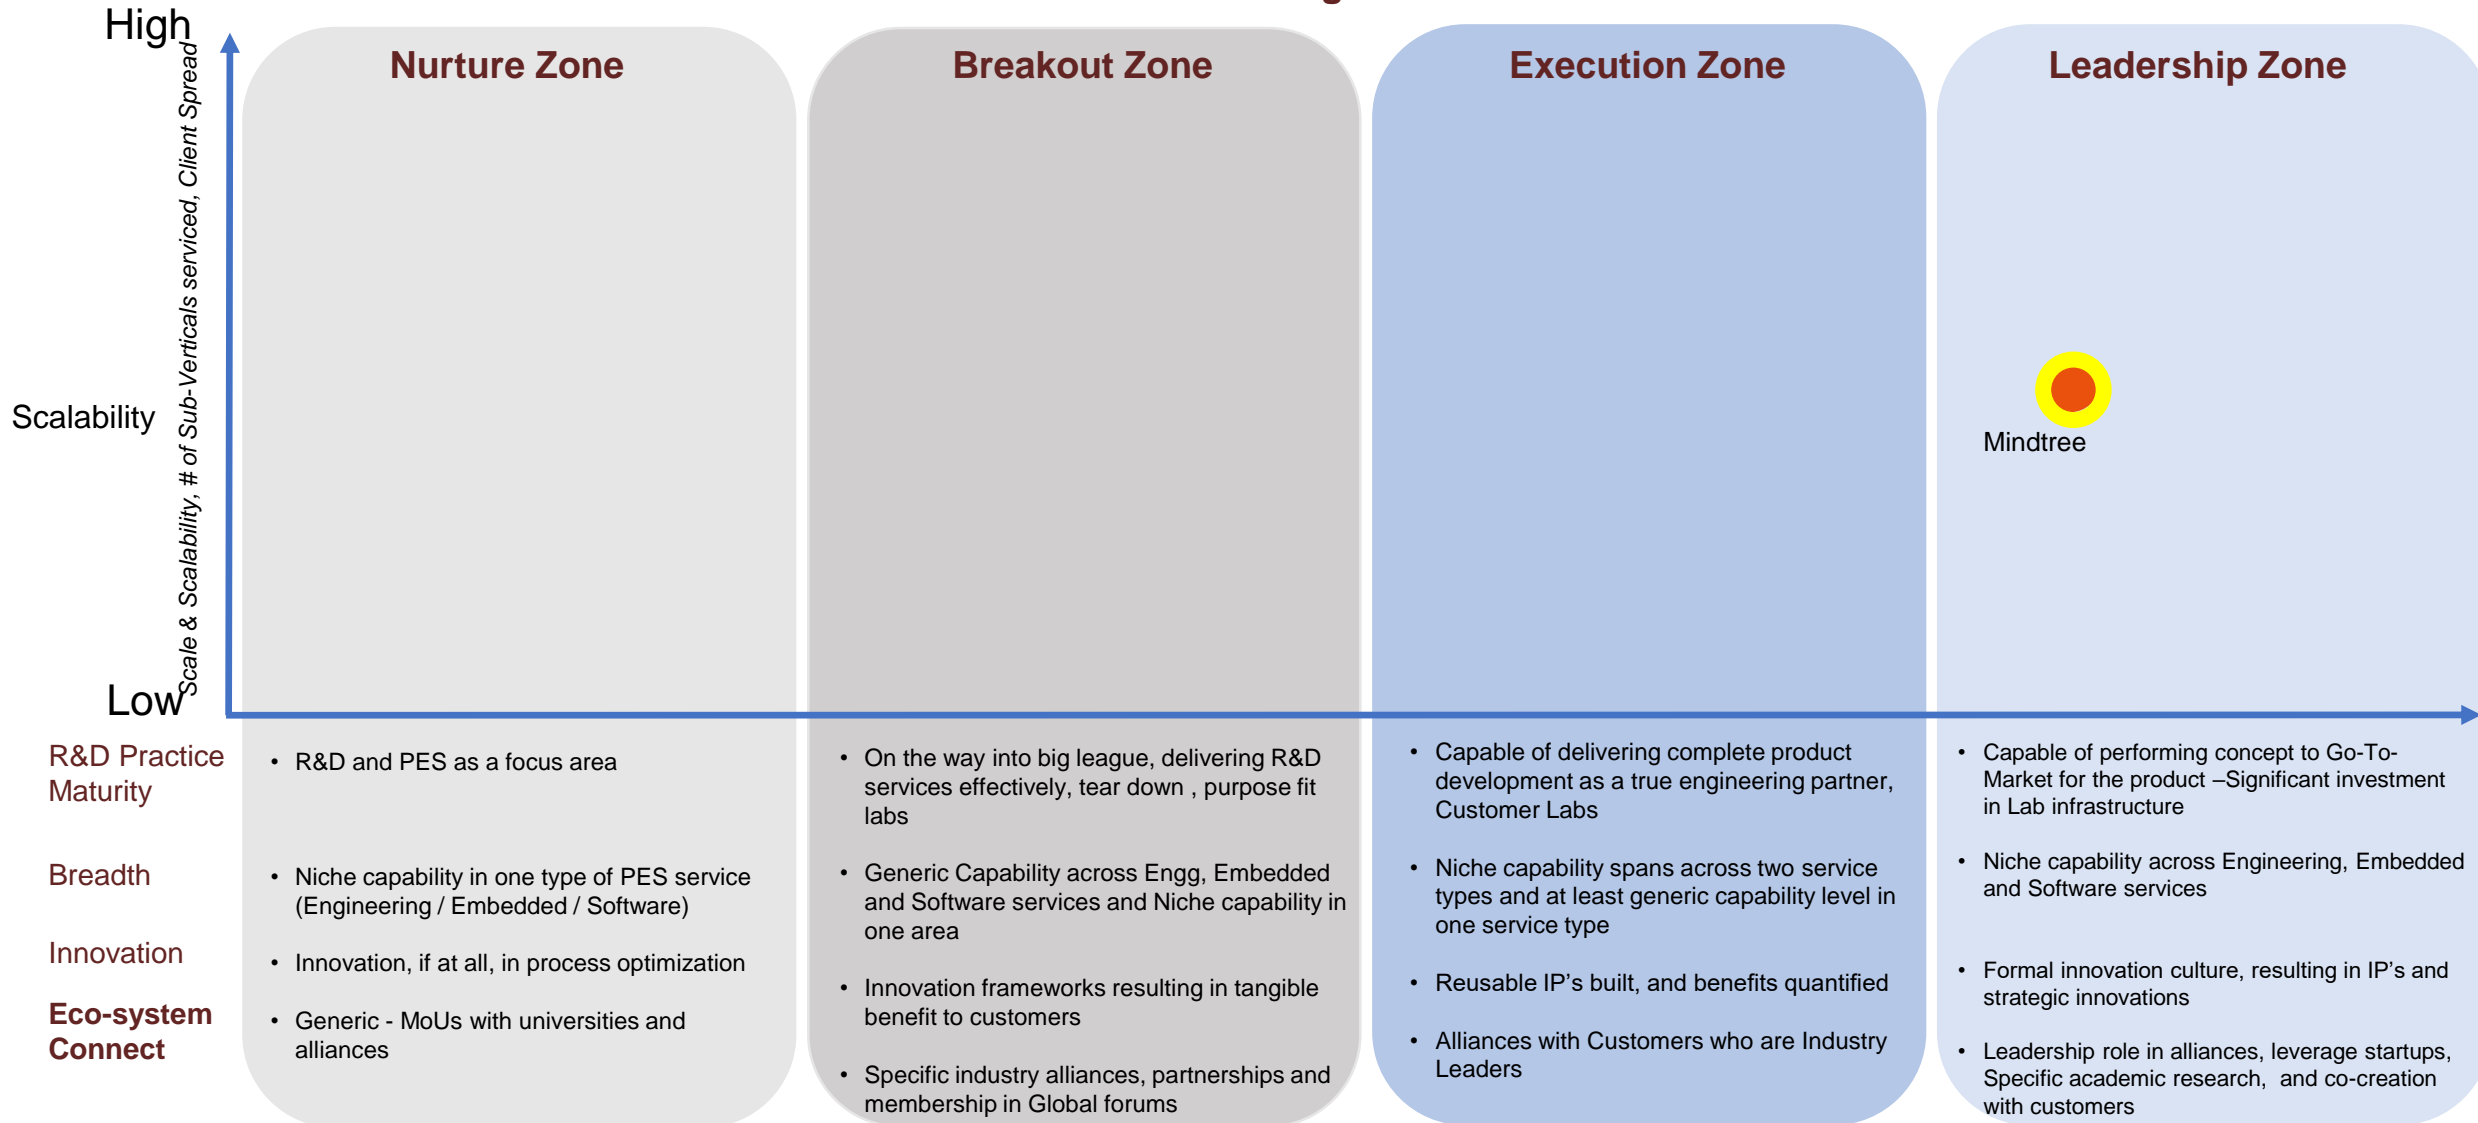 High
Nurture Zone
Breakout Zone
Execution Zone
Leadership Zone
Scale & Scalability, # of Sub-Verticals serviced, Client Spread
Scalability
Mindtree
Low
R&D Practice
Maturity
• R&D and PES as a focus area
• On the way into big league, delivering R&D
services effectively, tear down , purpose fit
labs
• Capable of delivering complete product
development as a true engineering partner,
Customer Labs
• Capable of performing concept to Go-To-
Market for the product –Significant investment
in Lab infrastructure
Breadth
• Niche capability in one type of PES service
(Engineering / Embedded / Software)
• Generic Capability across Engg, Embedded
and Software services and Niche capability in
one area
• Niche capability spans across two service
types and at least generic capability level in
one service type
• Niche capability across Engineering, Embedded
and Software services
Innovation
• Innovation, if at all, in process optimization
• Innovation frameworks resulting in tangible
benefit to customers
• Reusable IP’s built, and benefits quantified
• Formal innovation culture, resulting in IP’s and
strategic innovations
Eco-system
Connect
• Generic - MoUs with universities and
alliances
• Specific industry alliances, partnerships and
membership in Global forums
• Alliances with Customers who are Industry
Leaders
• Leadership role in alliances, leverage startups,
Specific academic research, and co-creation
with customers